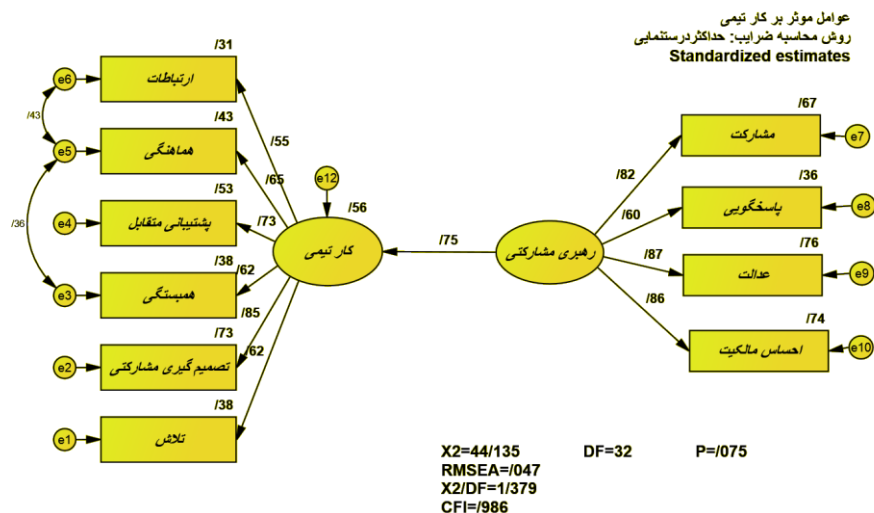 عوامل موثر بر کار تیمی
روش محاسبه ضرایب: حداکثردرستنمایی
Standardized estimates
/31
e6
ارتباطات
/43
/43
e5
هماهنگی
/55
/65
/53
e4
پشتیبانی متقابل
/73
/36
/38
e3
همبستگی
/62
/73
e2
تصمیم گیری مشارکتی
/85
/38
e1
تلاش
/62
e12
/56
کار تیمی
/75
رهبری مشارکتی
/67
مشارکت
e7
/82
/36
پاسخگویی
e8
/60
/76
عدالت
e9
/87
/74
احساس مالکیت
e10
/86
X2=44/135 DF=32 P=/075
RMSEA=/047
X2/DF=1/379
CFI=/986